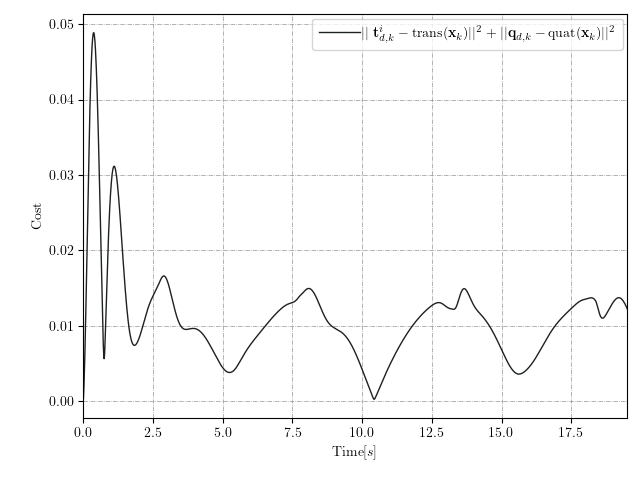 || t^i_{d,k} − trans(x_k)||^2 + ||q_{d,k} − quat(x_k)||^2
0.05
0.04
0.03
0.02
0.01
0.00
Cost
0.0 2.5 5.0 7.5 10.0 12.5 15.0 17.5
Time[s]